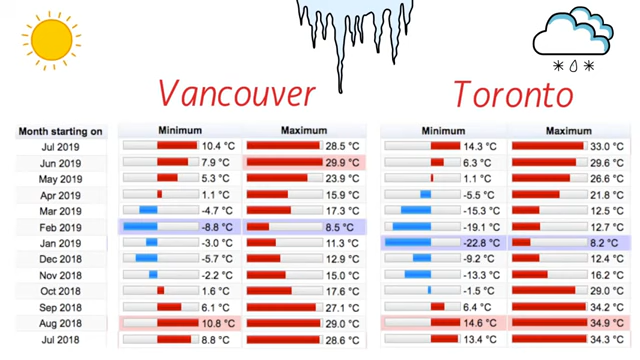 Vancouver Toronto
Month starting on Minimum Maximum Minimum Maximum
Jul 2019 10.4 °C 28.5 °C 14.3 °C 33.0 °C
Jun 2019 7.9 °C 29.9 °C 6.3 °C 29.6 °C
May 2019 5.3 °C 23.9 °C 1.1 °C 26.6 °C
Apr 2019 1.1 °C 15.9 °C -5.5 °C 21.8 °C
Mar 2019 -4.7 °C 17.3 °C -15.3 °C 12.5 °C
Feb 2019 -8.8 °C 8.5 °C -19.1 °C 12.7 °C
Jan 2019 -3.0 °C 11.3 °C -22.8 °C 8.2 °C
Dec 2018 -5.7 °C 12.9 °C -9.2 °C 12.4 °C
Nov 2018 -2.2 °C 15.0 °C -13.3 °C 16.2 °C
Oct 2018 1.6 °C 17.6 °C -1.5 °C 29.0 °C
Sep 2018 6.1 °C 27.1 °C 6.4 °C 34.2 °C
Aug 2018 10.8 °C 29.0 °C 14.6 °C 34.9 °C
Jul 2018 8.8 °C 28.6 °C 13.4 °C 34.3 °C